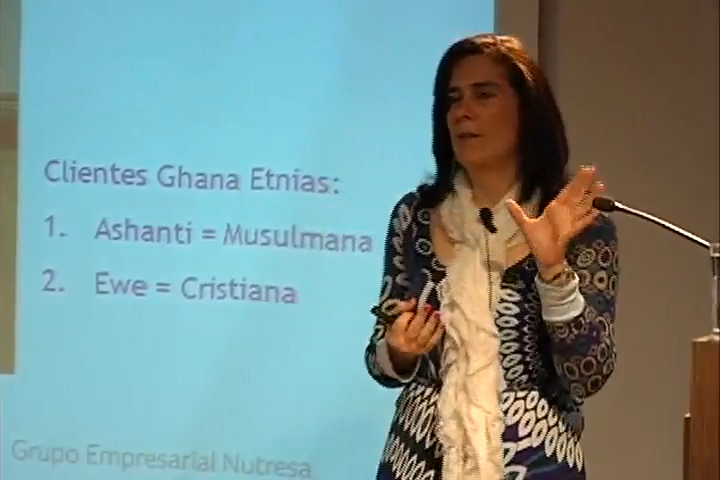 Clientes Ghana Etnias:
1. Ashanti = Musulmana
2. Ewe = Cristiana
Grupo Empresarial Nutresa